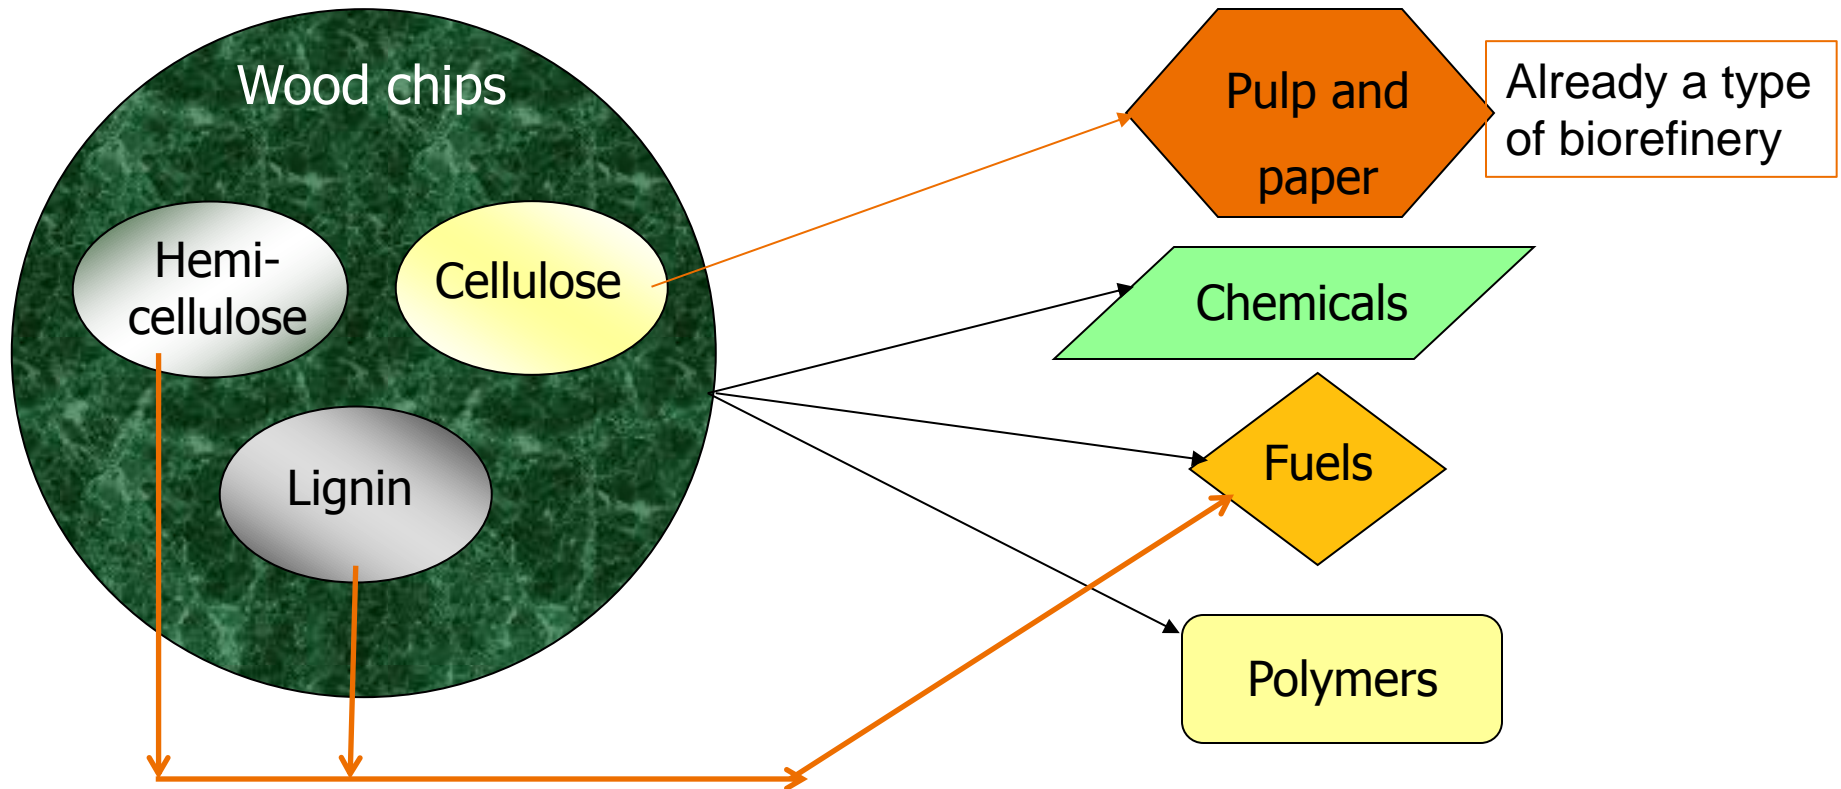 Wood chips
Hemi-
cellulose
Cellulose
Lignin
Pulp and
paper
Already a type
of biorefinery
Chemicals
Fuels
Polymers